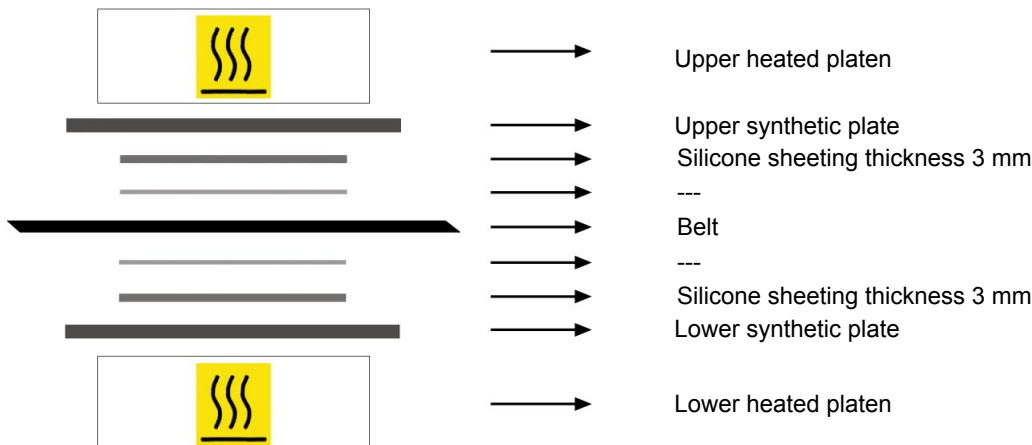 Upper heated platen
Upper synthetic plate
Silicone sheeting thickness 3 mm
---
Belt
---
Silicone sheeting thickness 3 mm
Lower synthetic plate
Lower heated platen